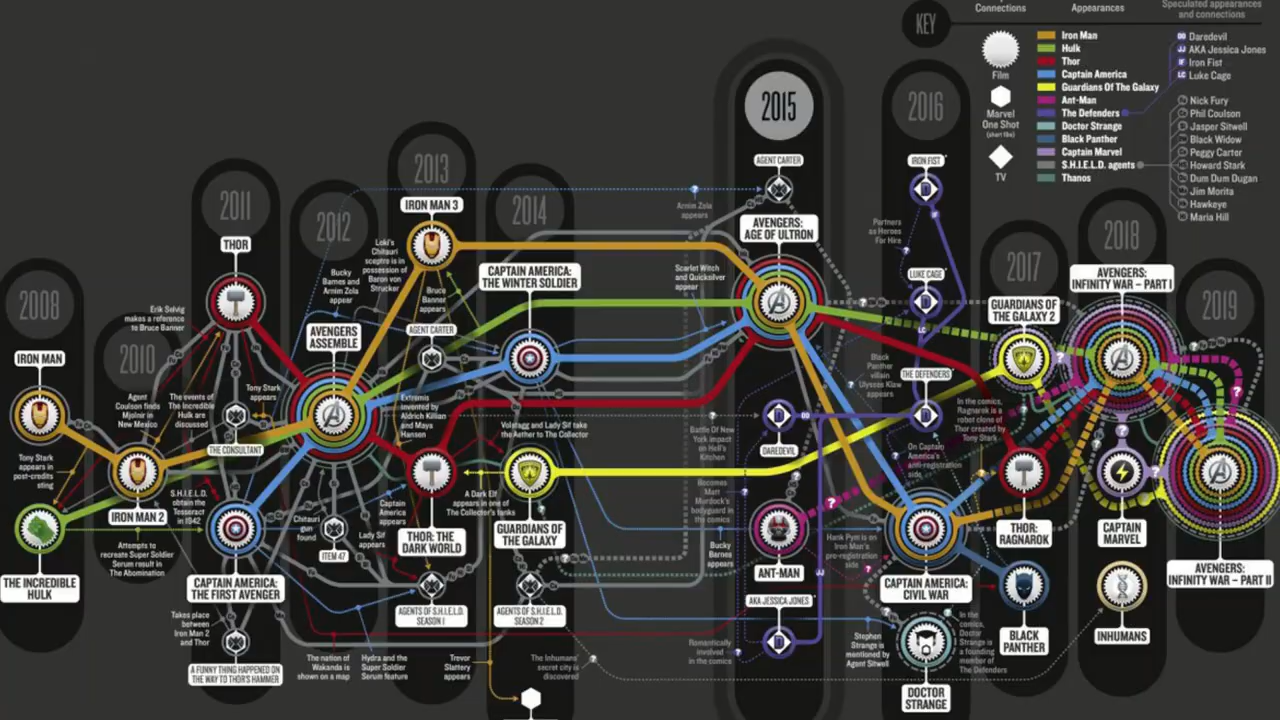 Connections
Appearances
Speculated appearances
and connections
KEY
Film
Marvel
One Shot
(short film)
TV
Iron Man
Hulk
Thor
Captain America
Guardians Of The Galaxy
Ant-Man
The Defenders
Doctor Strange
Black Panther
Captain Marvel
S.H.I.E.L.D. agents
Thanos
DD Daredevil
JJ AKA Jessica Jones
IF Iron Fist
LC Luke Cage
Nick Fury
Phil Coulson
Jasper Sitwell
Black Widow
Peggy Carter
Howard Stark
Dum Dum Dugan
Jim Morita
Hawkeye
Maria Hill
2008
IRON MAN
Tony Stark
appears in
post-credits
sting
THE INCREDIBLE
HULK
2010
Agent
Coulson finds
Mjolnir in
New Mexico
IRON MAN 2
Attempts to
recreate Super Soldier
Serum result in
The Abomination
2011
THOR
Erik Selvig
makes a reference
to Bruce Banner
The events of
The Incredible
Hulk are
discussed
Tony Stark
appears
THE CONSULTANT
S.H.I.E.L.D.
obtain the
Tesseract
in 1942
CAPTAIN AMERICA:
THE FIRST AVENGER
Takes place
between
Iron Man 2
and Thor
A FUNNY THING HAPPENED ON
THE WAY TO THOR'S HAMMER
2012
Bucky
Barnes and
Arnim Zola
appear
AVENGERS
ASSEMBLE
Chitauri
gun
found
ITEM 47
The nation of
Wakanda is
shown on a map
2013
IRON MAN 3
Loki's
Chitauri
sceptre is in
possession of
Baron von
Strucker
Bruce
Banner
appears
AGENT CARTER
Extremis
invented by
Aldrich Killian
and Maya
Hansen
Captain
America
appears
Lady Sif
appears
THOR: THE
DARK WORLD
AGENTS OF S.H.I.E.L.D.
SEASON 1
Hydra and the
Super Soldier
Serum feature
Trevor
Slattery
appears
2014
CAPTAIN AMERICA:
THE WINTER SOLDIER
Volstagg and Lady Sif take
the Aether to The Collector
A Dark Elf
appears in one of
The Collector's tanks
GUARDIANS OF
THE GALAXY
AGENTS OF S.H.I.E.L.D.
SEASON 2
The Inhumans'
secret city is
discovered
2015
AGENT CARTER
Arnim Zola
appears
AVENGERS:
AGE OF ULTRON
Scarlet Witch
and Quicksilver
appear
Battle Of New
York impact
on Hell's
Kitchen
DD
DAREDEVIL
Becomes
Matt
Murdock's
bodyguard in
the comics
Bucky
Barnes
appears
ANT-MAN
AKA JESSICA JONES
JJ
Romantically
involved
in the comics
2016
IRON FIST
IF
Partners
as Heroes
For Hire
LUKE CAGE
LC
Black
Panther
villain
Ulysses Klaw
THE DEFENDERS
On Captain
America's
anti-registration
side
Hank Pym is on
Iron Man's
pro-registration
side
CAPTAIN AMERICA:
CIVIL WAR
Stephen
Strange is
mentioned by
Agent Sitwell
In the
comics,
Doctor
Strange is
a founding
member of
The Defenders
DOCTOR
STRANGE
2017
GUARDIANS OF
THE GALAXY 2
In the comics,
Ragnarok is a
robot clone of
Thor created by
Tony Stark
THOR:
RAGNAROK
BLACK
PANTHER
2018
AVENGERS:
INFINITY WAR – PART I
CAPTAIN
MARVEL
INHUMANS
2019
AVENGERS:
INFINITY WAR – PART II